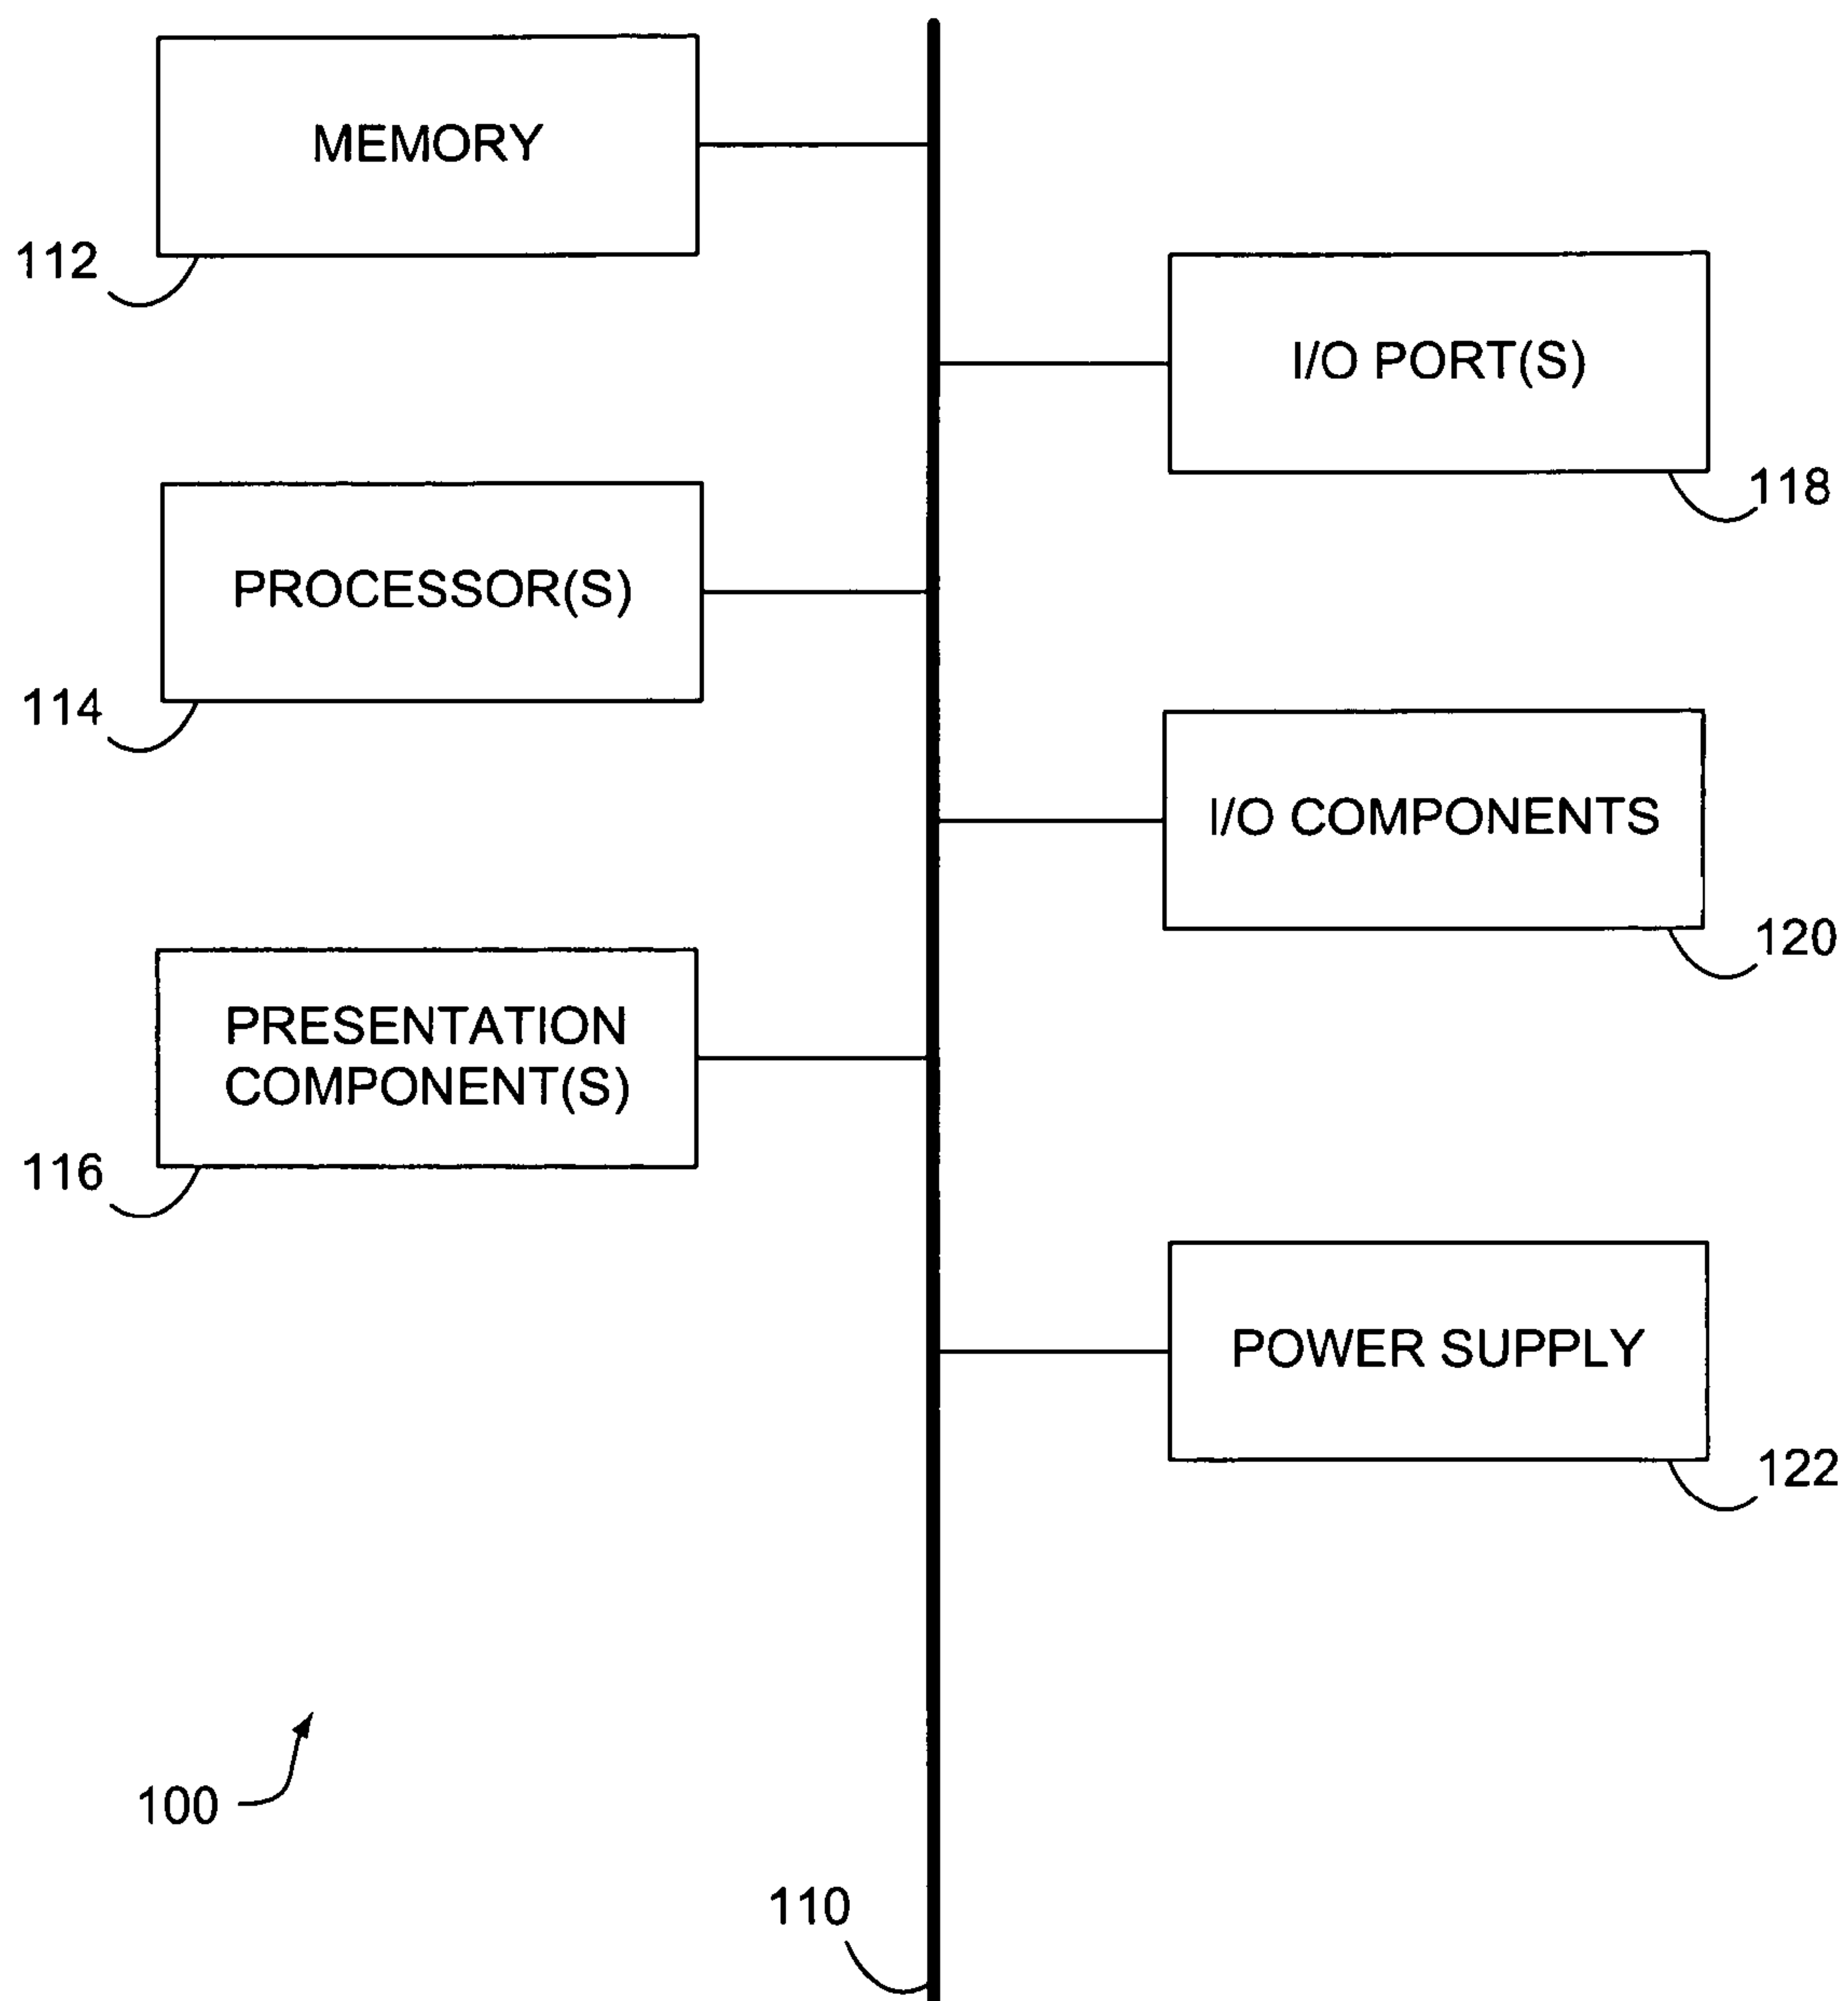 MEMORY
112
I/O PORT(S)
118
PROCESSOR(S)
114
I/O COMPONENTS
120
PRESENTATION
COMPONENT(S)
116
POWER SUPPLY
122
100
110